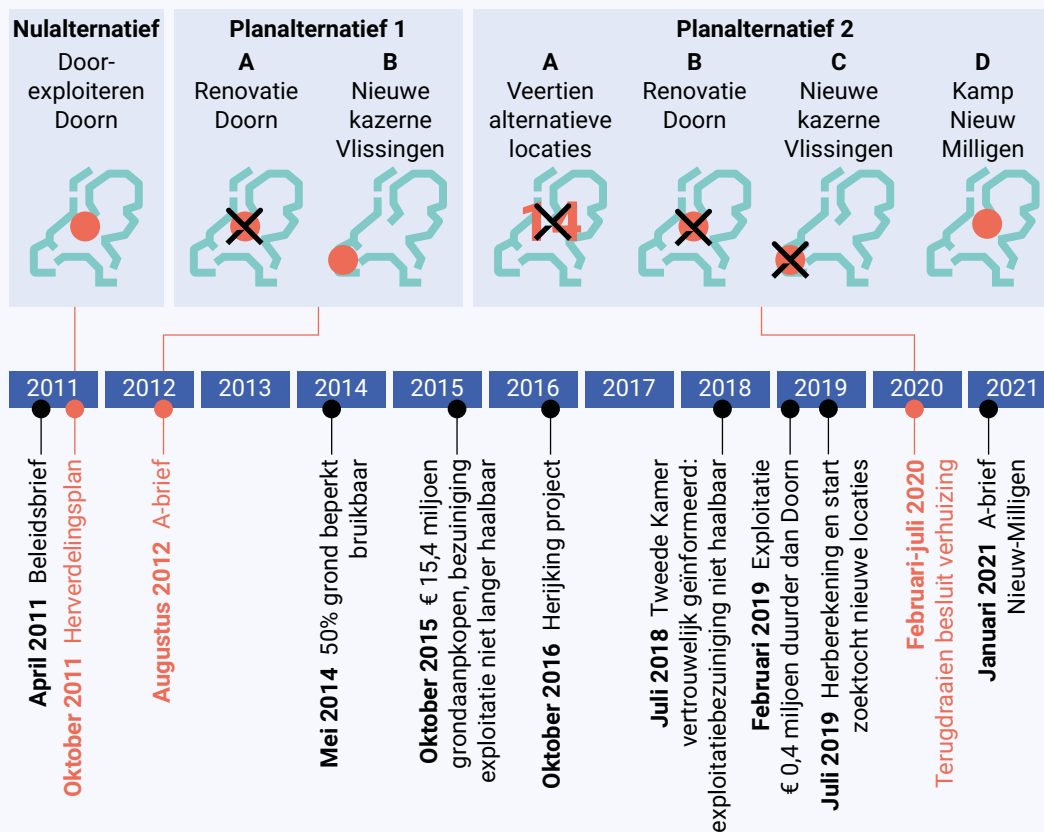 Nulalternatief
Door-
exploiteren
Doorn
Planalternatief 1
A
Renovatie
Doorn
B
Nieuwe
kazerne
Vlissingen
Planalternatief 2
A
Veertien
alternatieve
locaties
14
B
Renovatie
Doorn
C
Nieuwe
kazerne
Vlissingen
D
Kamp
Nieuw
Milligen
2011
2012
2013
2014
2015
2016
2017
2018
2019
2020
2021
April 2011 Beleidsbrief
Oktober 2011 Herverdelingsplan
Augustus 2012 A-brief
Mei 2014 50% grond beperkt
bruikbaar
Oktober 2015 € 15,4 miljoen
grondaanpkopen, bezuiniging
exploitatie niet langer haalbaar
Oktober 2016 Herijking project
Juli 2018 Tweede Kamer
vertrouwelijk geïnformeerd:
exploitatiebezuiniging niet haalbaar
Februari 2019 Exploitatie
€ 0,4 miljoen duurder dan Doorn
Juli 2019 Herberekening en start
zoektocht nieuwe locaties
Februari-juli 2020
Terugdraaien besluit verhuizing
Januari 2021 A-brief
Nieuw-Milligen